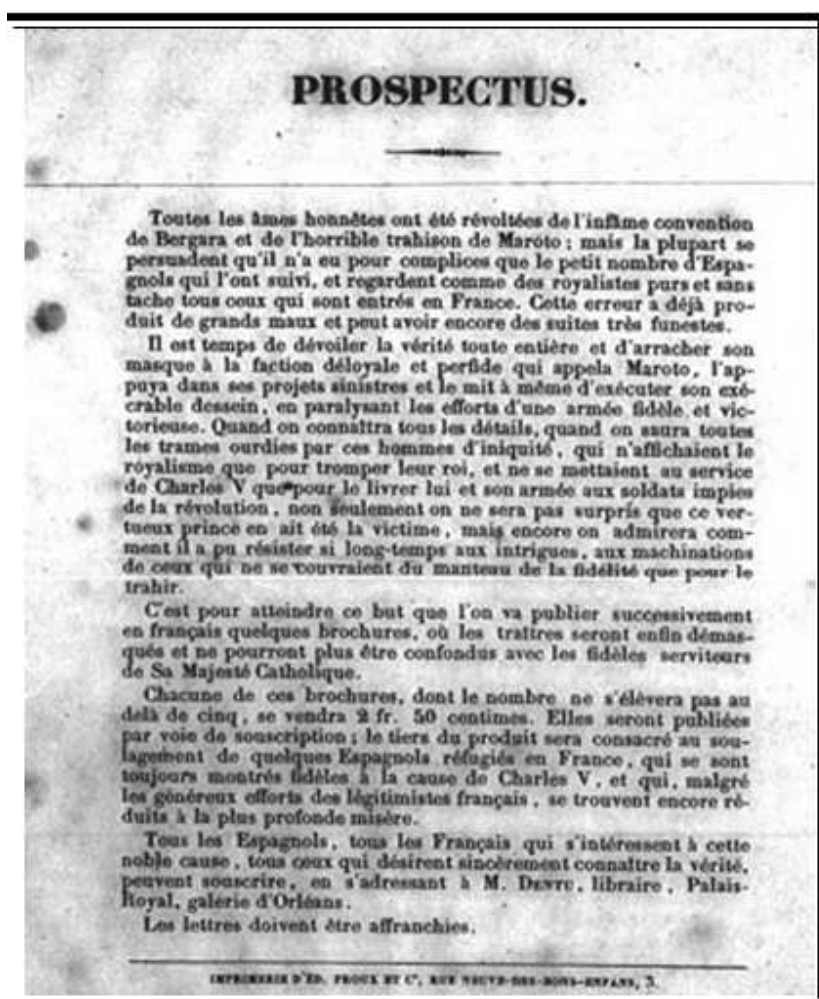 PROSPECTUS.
Toutes les âmes honnêtes ont été révoltées de l'infâme convention
de Bergara et de l'horrible trahison de Maroto ; mais la plupart se
persuadent qu'il n'a eu pour complices que le petit nombre d'Espa-
gnols qui l'ont suivi, et regardent comme des royalistes purs et sans
tache tous ceux qui sont entrés en France. Cette erreur a déjà pro-
duit de grands maux et peut avoir encore des suites très funestes.
Il est temps de dévoiler la vérité toute entière et d'arracher son
masque à la faction déloyale et perfide qui appela Maroto, l'ap-
puya dans ses projets sinistres et le mit à même d'exécuter son exé-
crable dessein, en paralysant les efforts d'une armée fidèle et vic-
torieuse. Quand on connaîtra tous les détails, quand on saura toutes
les trames ourdies par ces hommes d'iniquité, qui n'affichaient le
royalisme que pour tromper leur roi, et ne se mettaient au service
de Charles V que pour le livrer lui et son armée aux soldats impies
de la révolution, non seulement on ne sera pas surpris que ce ver-
tueux prince en ait été la victime, mais encore on admirera com-
ment il a pu résister si long-temps aux intrigues, aux machinations
de ceux qui ne se couvraient du manteau de la fidélité que pour le
trahir.
C'est pour atteindre ce but que l'on va publier successivement
en français quelques brochures, où les traîtres seront enfin démas-
qués et ne pourront plus être confondus avec les fidèles serviteurs
de Sa Majesté Catholique.
Chacune de ces brochures, dont le nombre ne s'élèvera pas au
delà de cinq, se vendra 2 fr. 50 centimes. Elles seront publiées
par voie de souscription ; le tiers du produit sera consacré au sou-
lagement de quelques Espagnols réfugiés en France, qui se sont
toujours montrés fidèles à la cause de Charles V, et qui, malgré
les généreux efforts des légitimistes français, se trouvent encore ré-
duits à la plus profonde misère.
Tous les Espagnols, tous les Français qui s'intéressent à cette
noble cause, tous ceux qui désirent sincèrement connaître la vérité,
peuvent souscrire, en s'adressant à M. DENTU, libraire, Palais-
Royal, galerie d'Orléans.
Les lettres doivent être affranchies.
IMPRIMERIE D'ÉD. PROUX ET Cᵉ, RUE NEUVE-DES-BONS-ENFANS, 3.